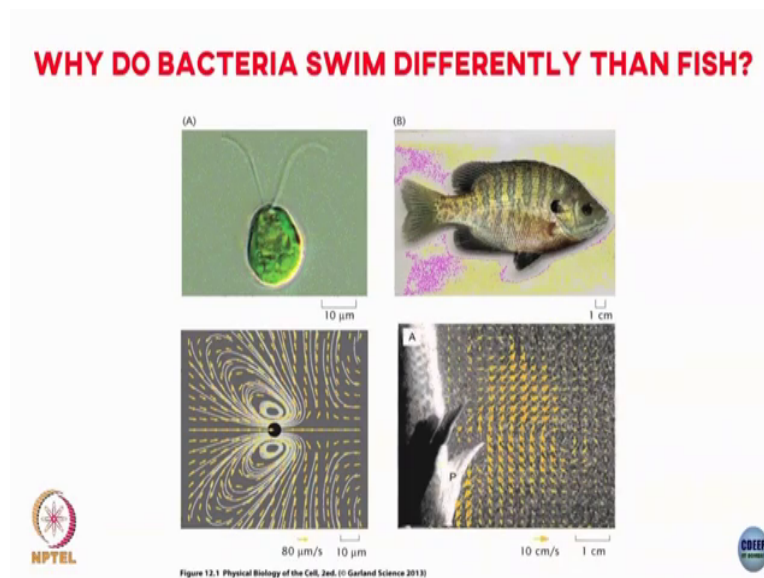 WHY DO BACTERIA SWIM DIFFERENTLY THAN FISH?
(A)
(B)
10 µm
1 cm
A
P
80 µm/s
10 µm
10 cm/s
1 cm
NPTEL
CDEEP
Figure 12.1 Physical Biology of the Cell, 2ed. (© Garland Science 2013)